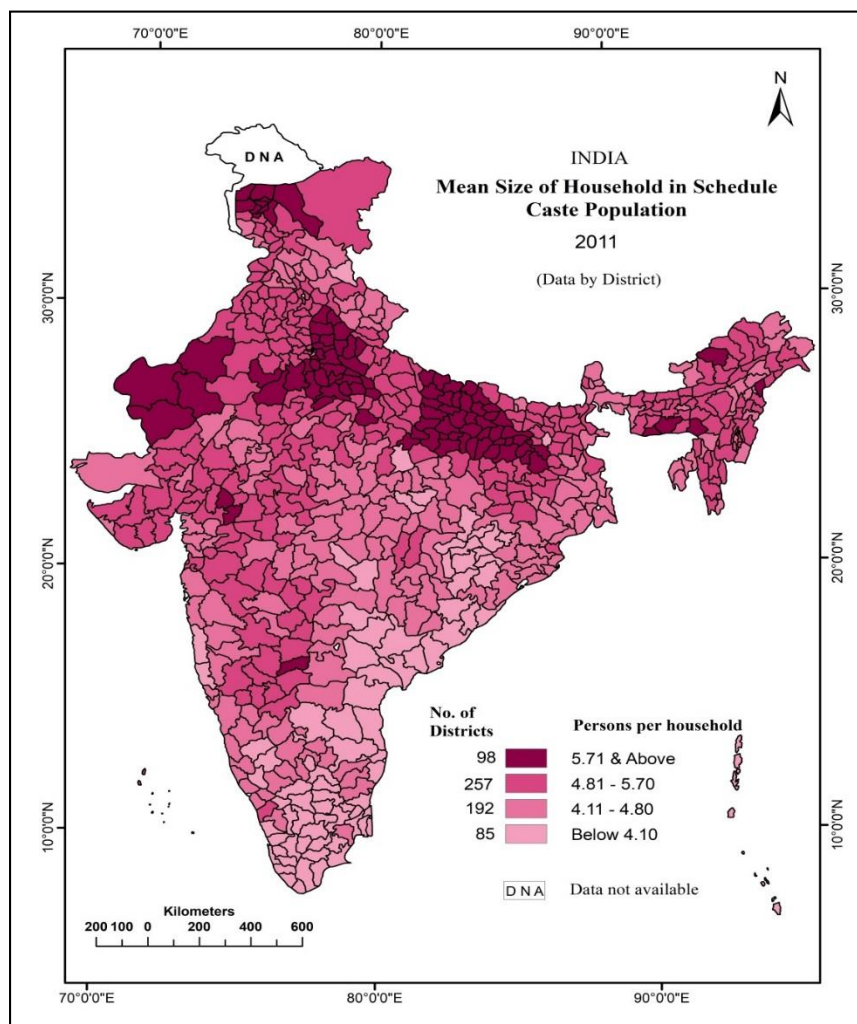 70°0'0"E 80°0'0"E 90°0'0"E
N
D N A
INDIA
Mean Size of Household in Schedule
Caste Population
2011
(Data by District)
30°0'0"N 30°0'0"N
20°0'0"N 20°0'0"N
10°0'0"N 10°0'0"N
No. of
Districts Persons per household
98 5.71 & Above
257 4.81 - 5.70
192 4.11 - 4.80
85 Below 4.10
D N A Data not available
Kilometers
200 100 0 200 400 600
70°0'0"E 80°0'0"E 90°0'0"E